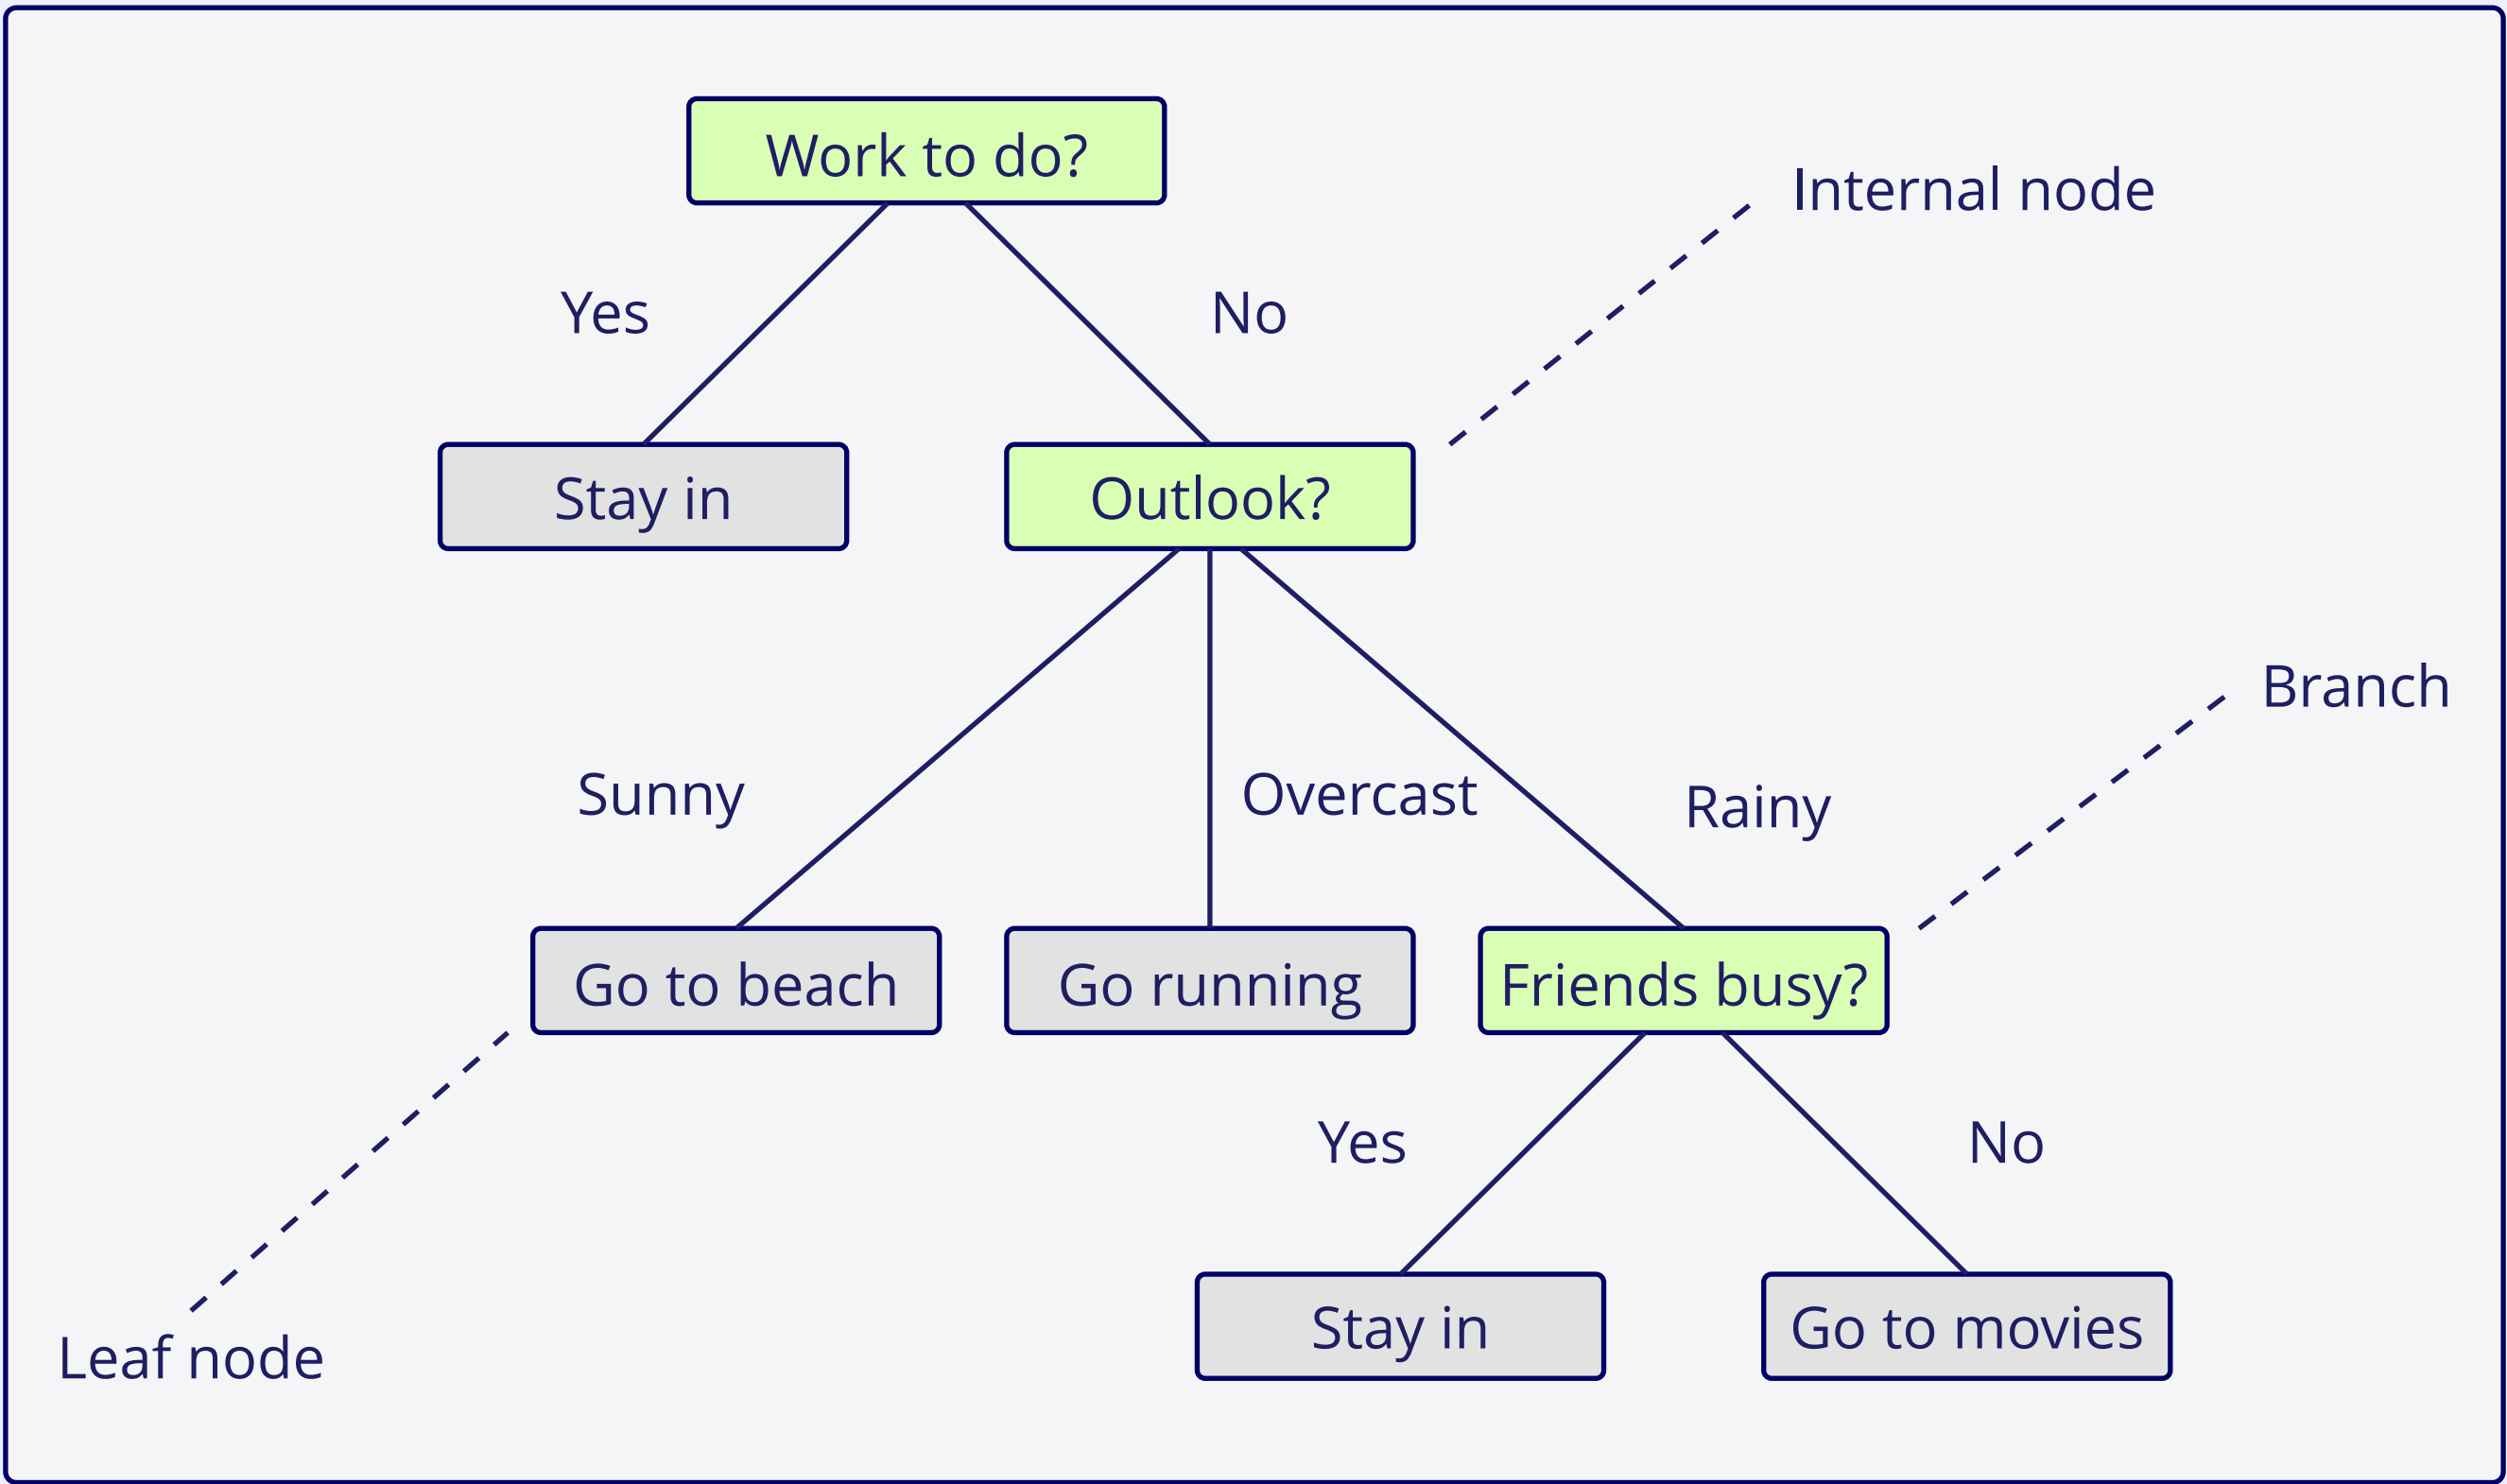 Work to do?
Internal node
Yes
No
Stay in
Outlook?
Branch
Sunny
Overcast
Rainy
Go to beach
Go running
Friends busy?
Yes
No
Stay in
Go to movies
Leaf node